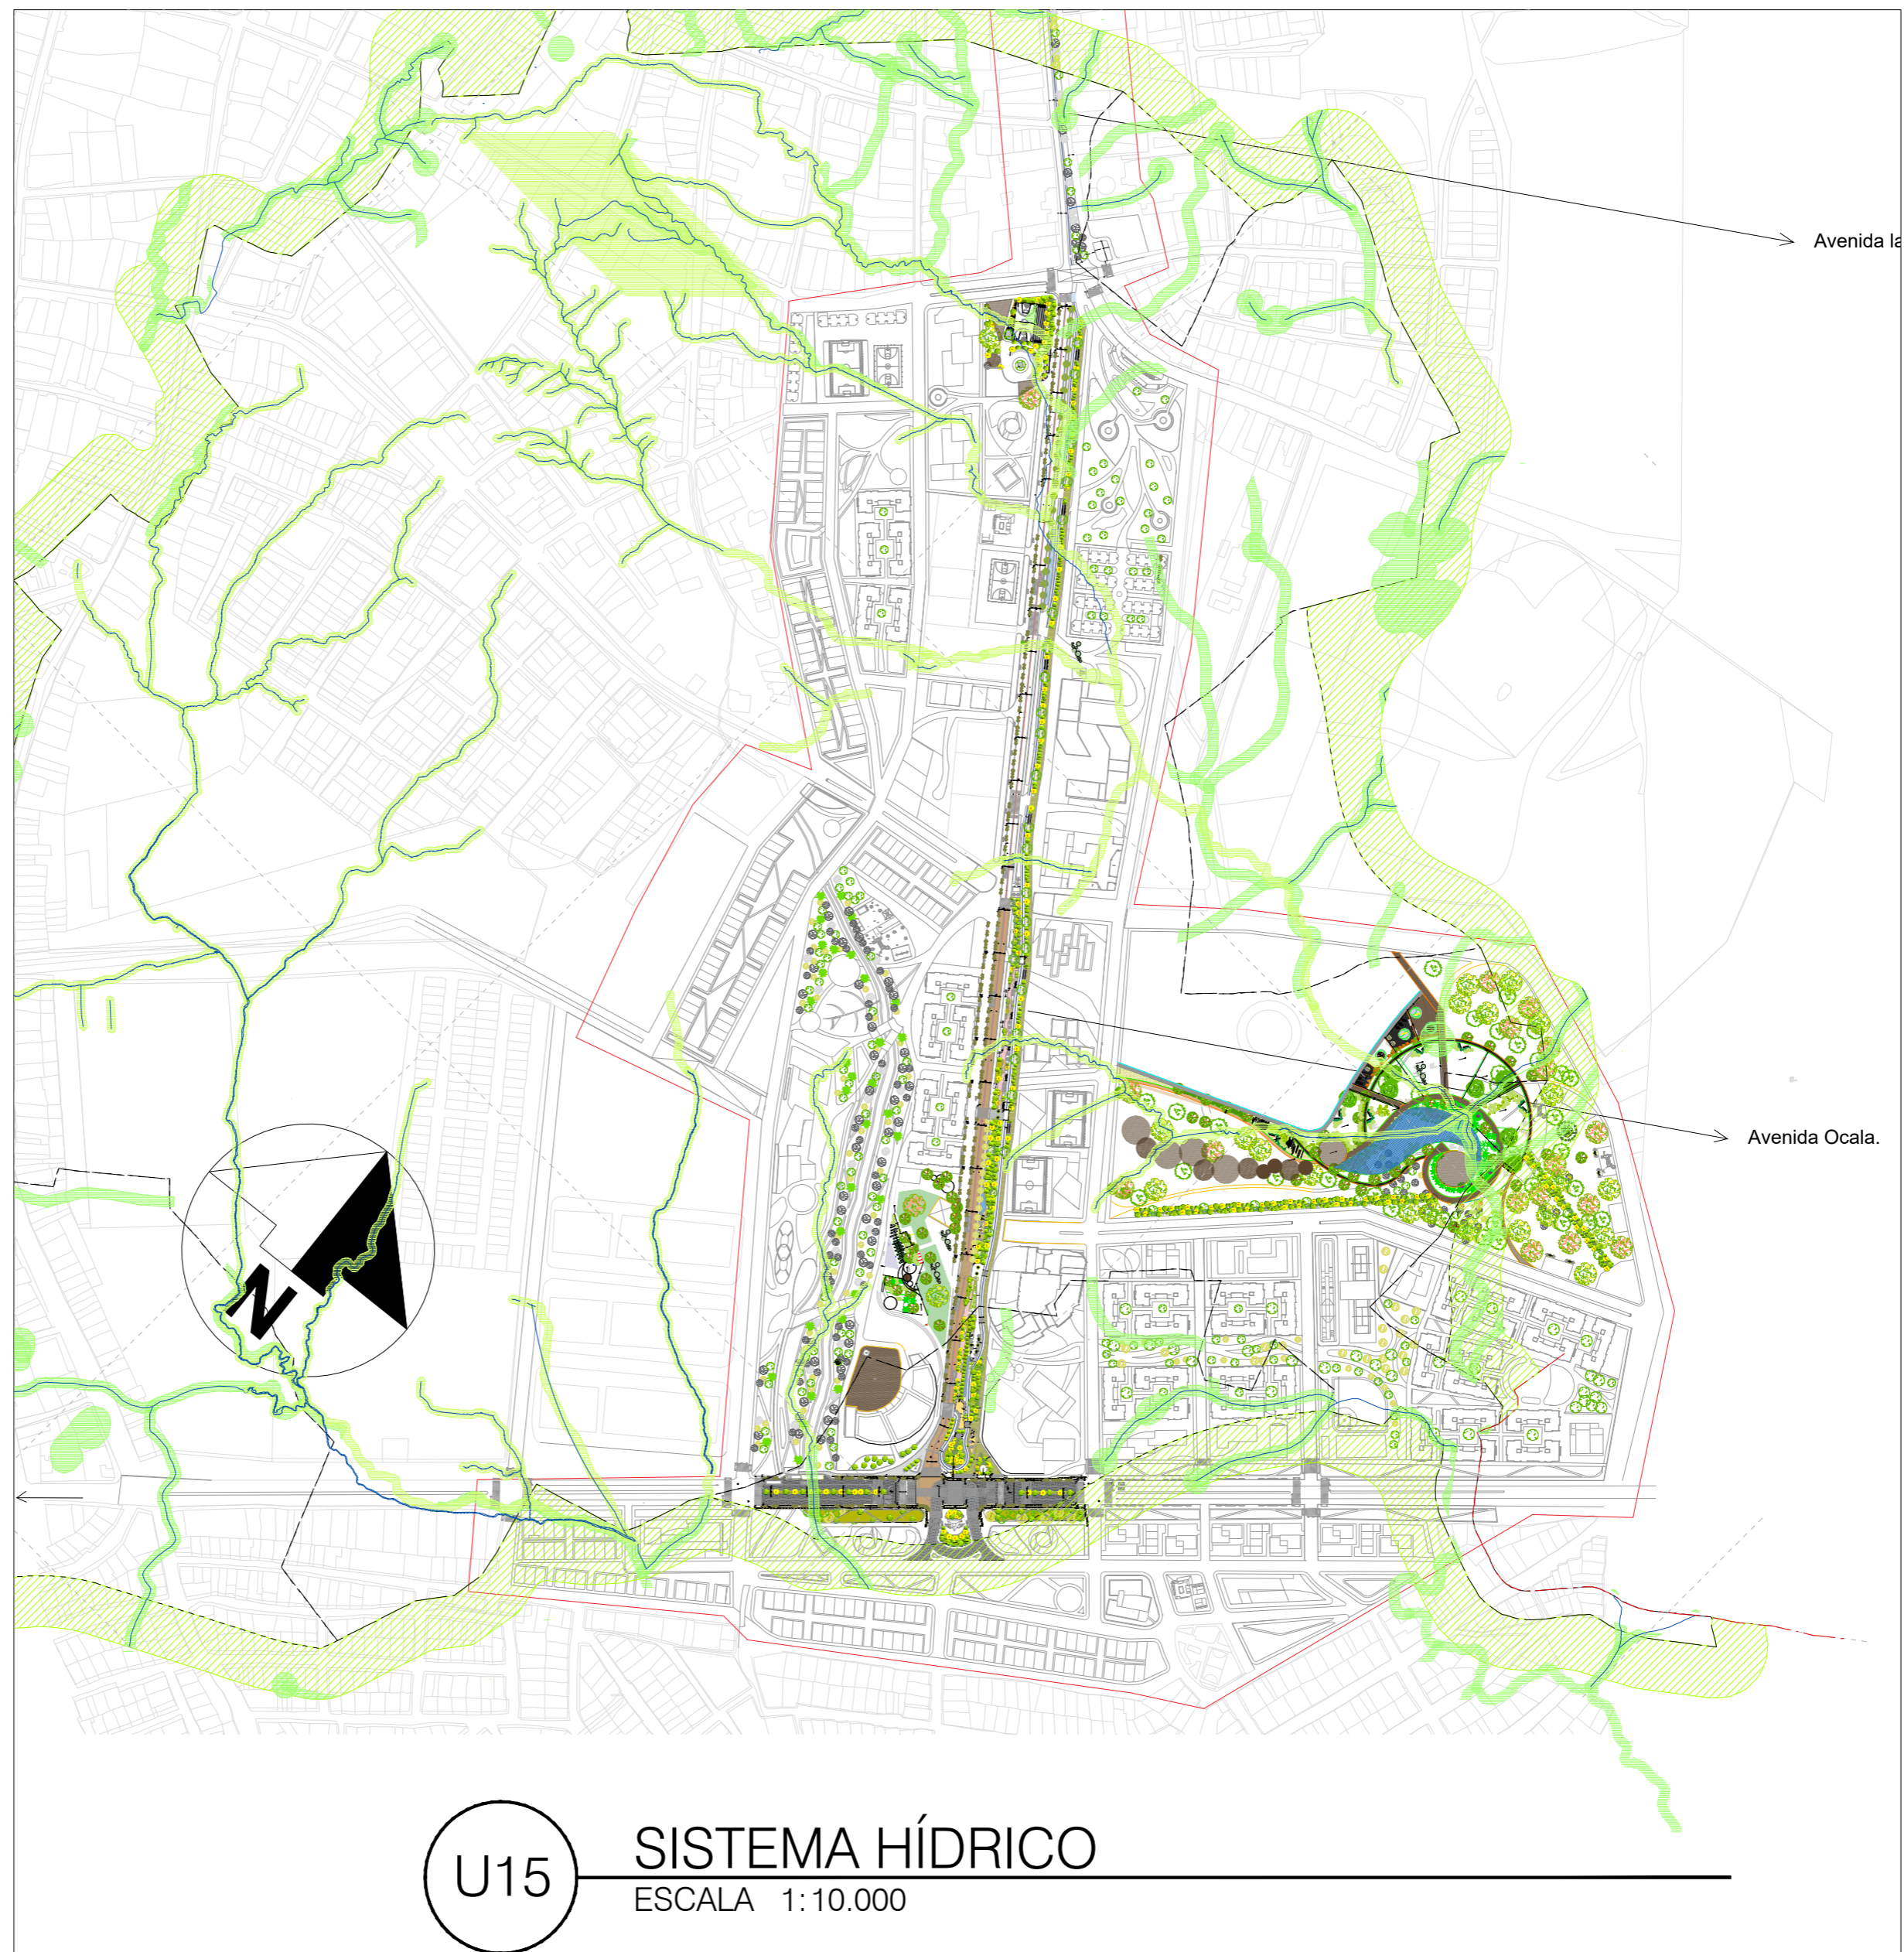 Avenida la
Avenida Ocala.
N
U15
SISTEMA HÍDRICO
ESCALA 1:10.000